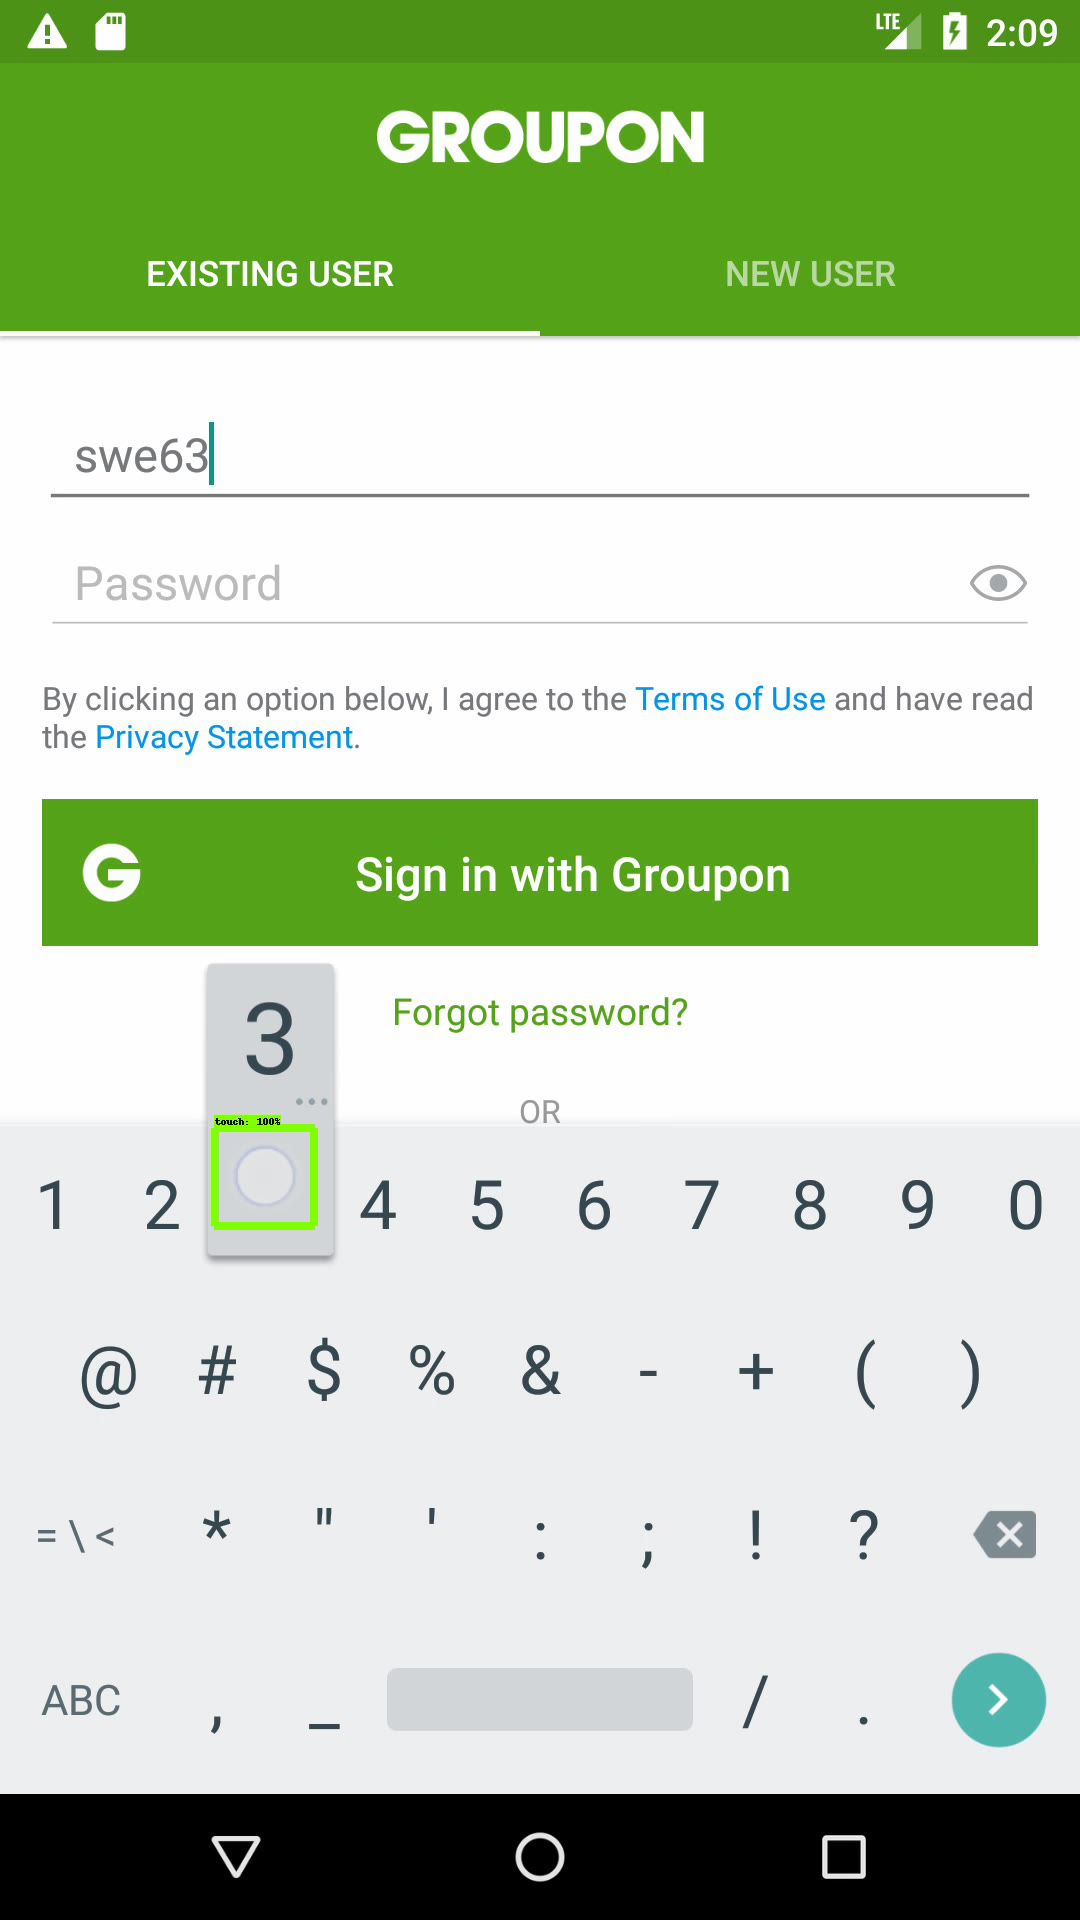 LTE 2:09
GROUPON
EXISTING USER NEW USER
swe63
Password
By clicking an option below, I agree to the Terms of Use and have read
the Privacy Statement.
G Sign in with Groupon
3
Forgot password?
OR
touch: 100%
1 2 4 5 6 7 8 9 0
@ # $ % & - + ( )
= \ < * " ' : ; ! ?
ABC , _ / .